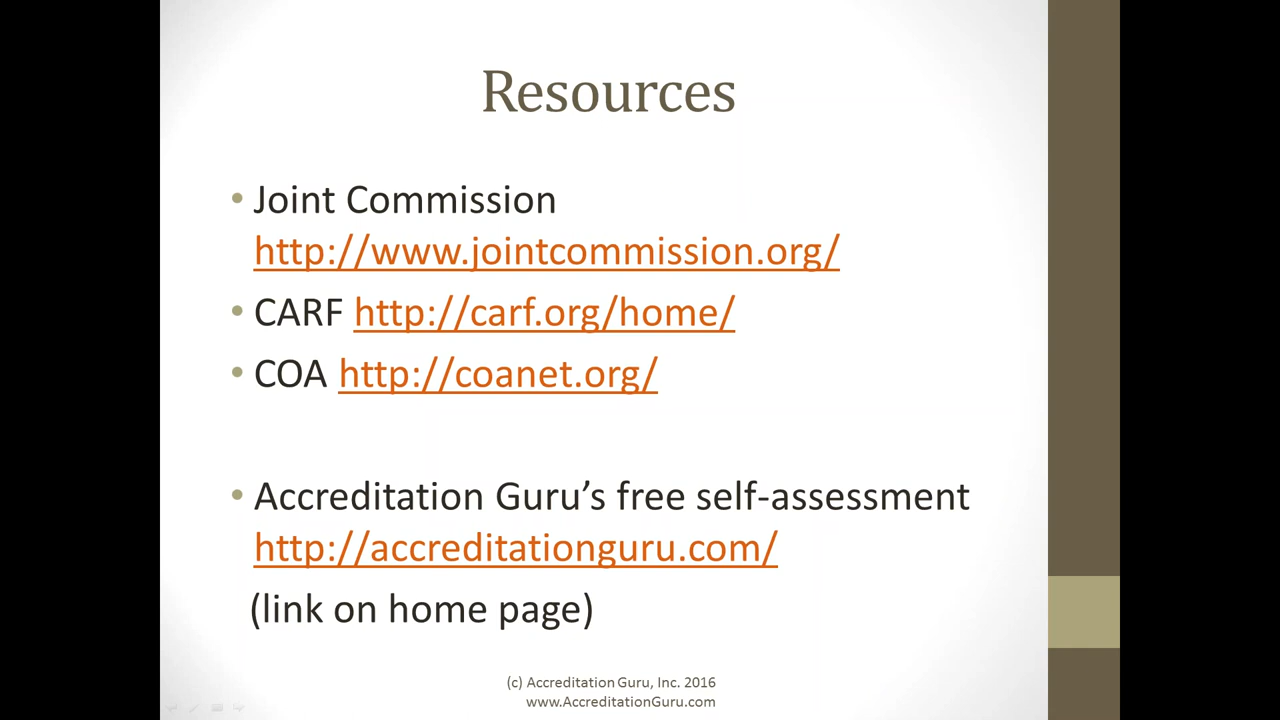 Resources
• Joint Commission
http://www.jointcommission.org/
• CARF http://carf.org/home/
• COA http://coanet.org/
• Accreditation Guru’s free self-assessment
http://accreditationguru.com/
(link on home page)
(c) Accreditation Guru, Inc. 2016
www.AccreditationGuru.com